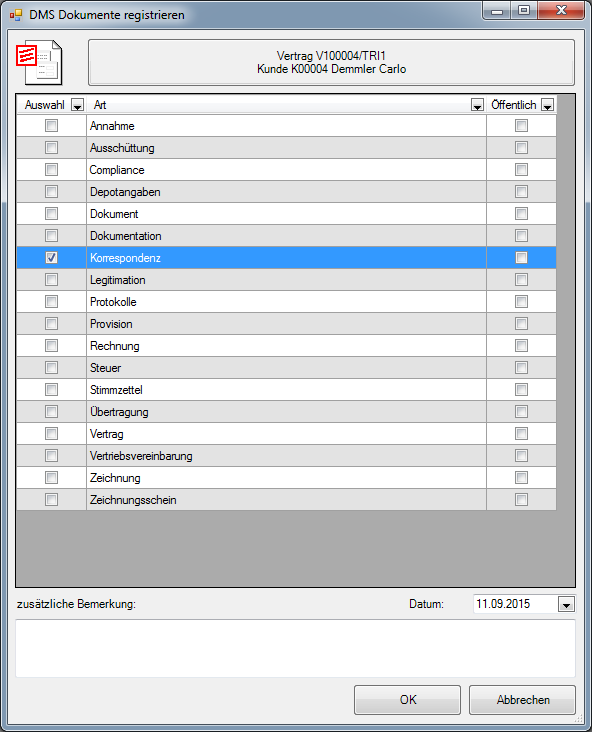 DMS Dokumente registrieren
Vertrag V100004/TRI1
Kunde K00004 Demmler Carlo
Auswahl Art Öffentlich
Annahme
Ausschüttung
Compliance
Depotangaben
Dokument
Dokumentation
Korrespondenz
Legitimation
Protokolle
Provision
Rechnung
Steuer
Stimmzettel
Übertragung
Vertrag
Vertriebsvereinbarung
Zeichnung
Zeichnungsschein
zusätzliche Bemerkung: Datum: 11.09.2015
OK Abbrechen